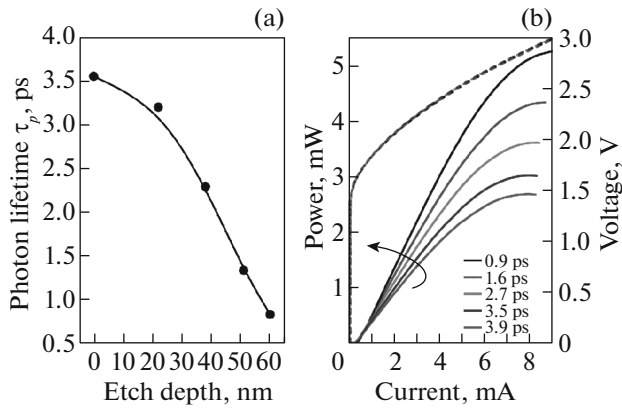 (a)
Photon lifetime τp, ps
4.0
3.5
3.0
2.5
2.0
1.5
1.0
0.5
0 10 20 30 40 50 60
Etch depth, nm
(b)
Power, mW
5
4
3
2
1
0 2 4 6 8
Current, mA
3.0
2.5
2.0
1.5
1.0
0.5
0
Voltage, V
0.9 ps
1.6 ps
2.7 ps
3.5 ps
3.9 ps